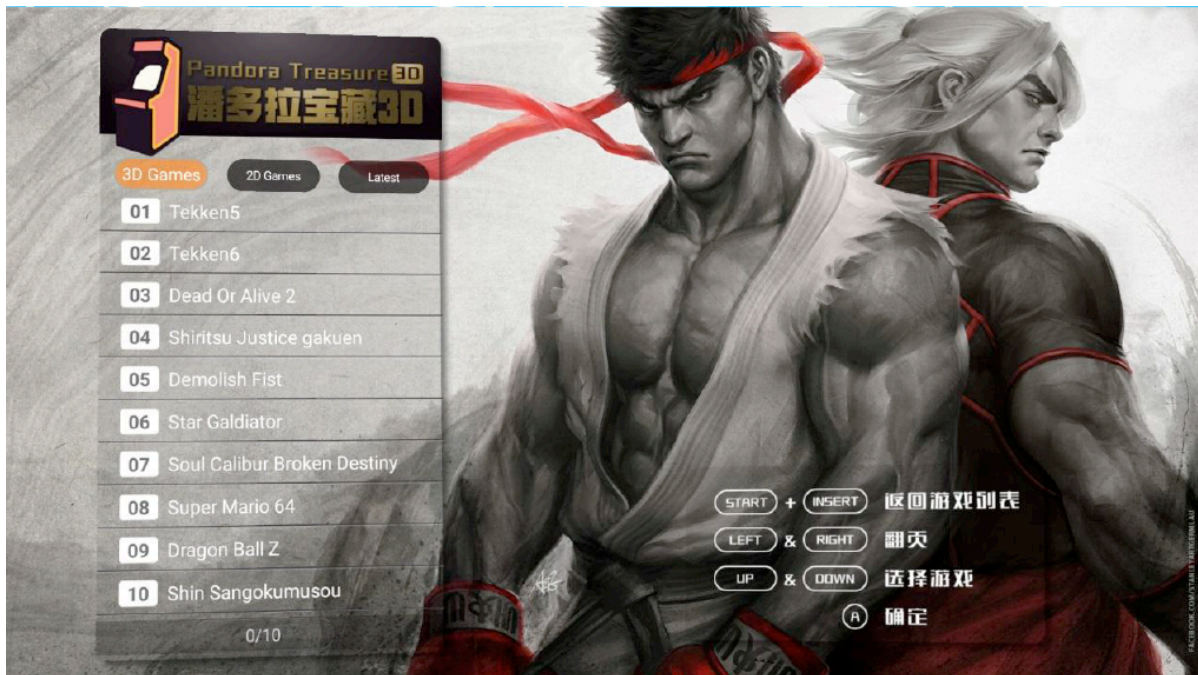 Pandora Treasure 3D
潘多拉宝藏3D
3D Games
2D Games
Latest
01 Tekken5
02 Tekken6
03 Dead Or Alive 2
04 Shiritsu Justice gakuen
05 Demolish Fist
06 Star Galdiator
07 Soul Calibur Broken Destiny
08 Super Mario 64
09 Dragon Ball Z
10 Shin Sangokumusou
0/10
START + INSERT 返回游戏列表
LEFT & RIGHT 翻页
UP & DOWN 选择游戏
A 确定